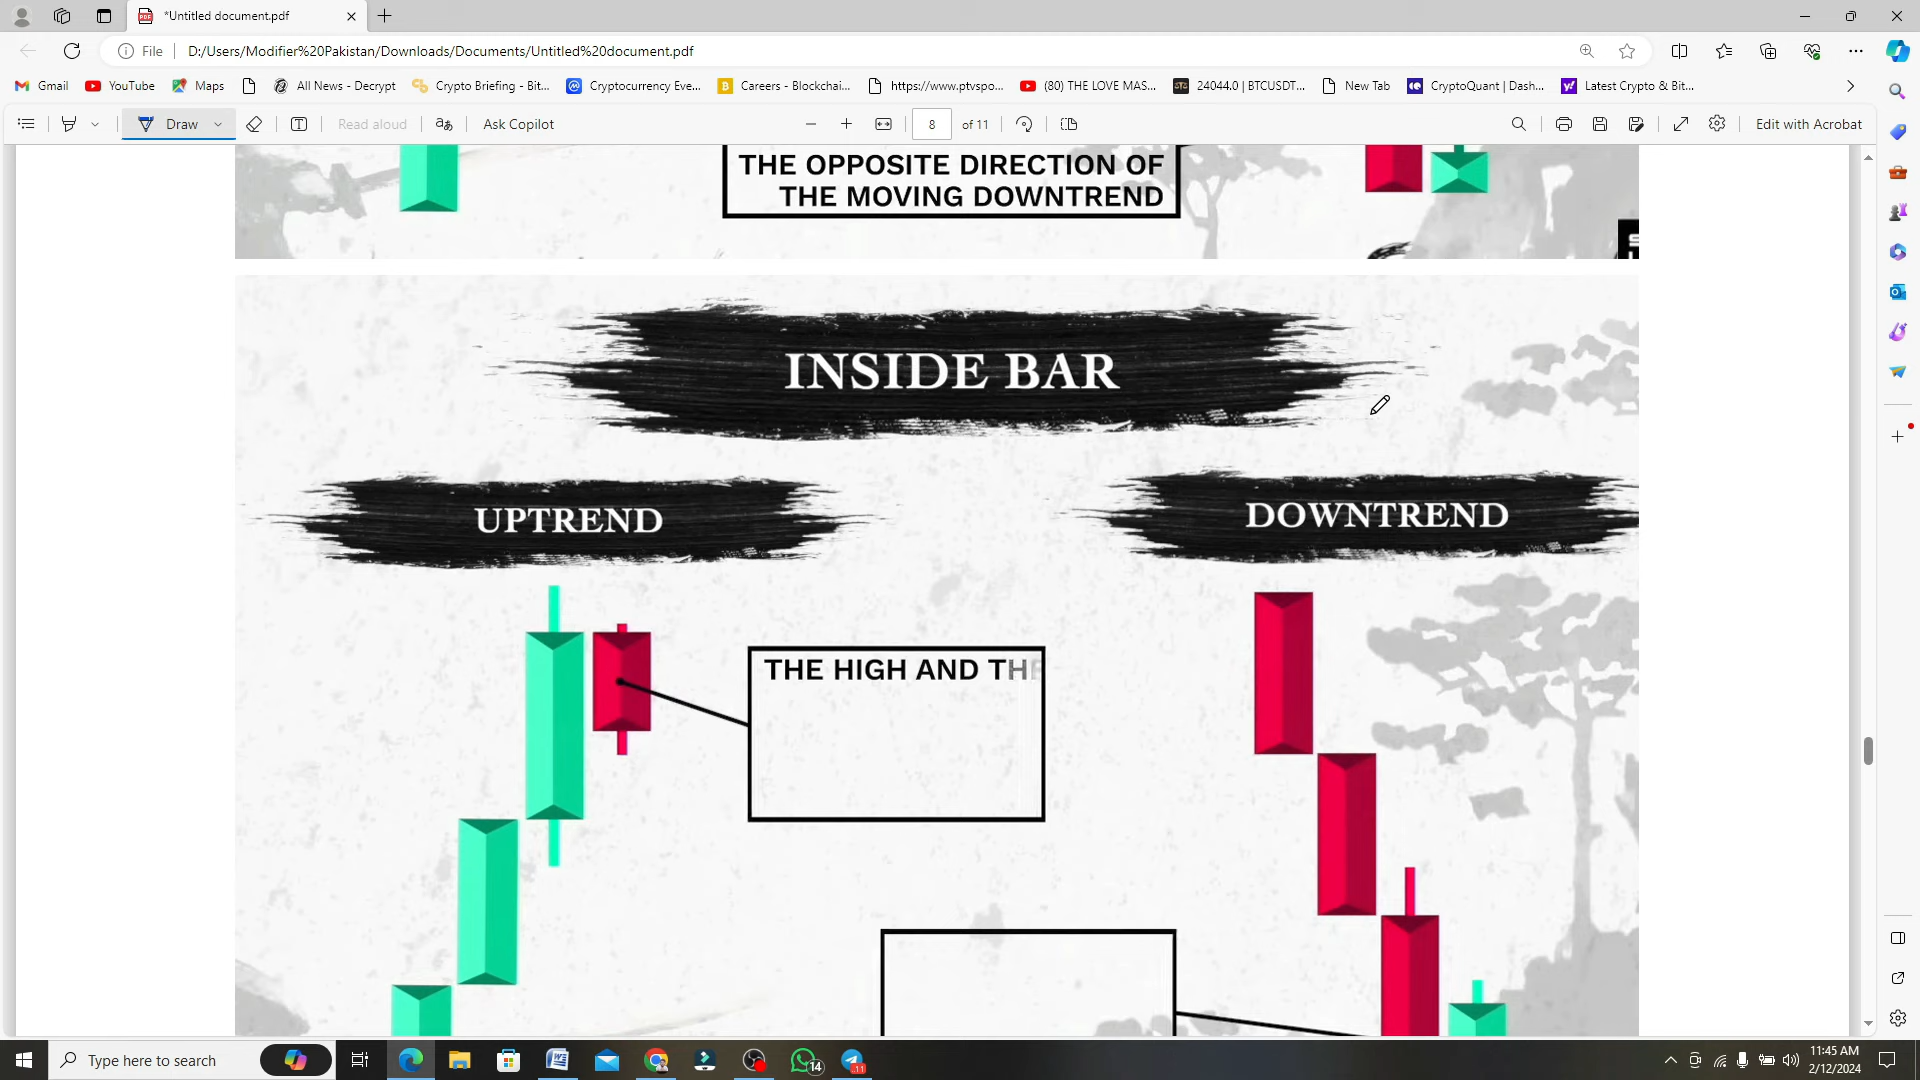 *Untitled document.pdf
File
D:/Users/Modifier%20Pakistan/Downloads/Documents/Untitled%20document.pdf
Gmail
YouTube
Maps
All News - Decrypt
Crypto Briefing - Bit...
Cryptocurrency Eve...
Careers - Blockchai...
https://www.ptvspo...
(80) THE LOVE MAS...
24044.0 | BTCUSDT...
New Tab
CryptoQuant | Dash...
Latest Crypto & Bit...
Draw
Read aloud
Ask Copilot
8 of 11
Edit with Acrobat
THE OPPOSITE DIRECTION OF
THE MOVING DOWNTREND
INSIDE BAR
UPTREND
DOWNTREND
THE HIGH AND THE
Type here to search
14
11
11:45 AM
2/12/2024